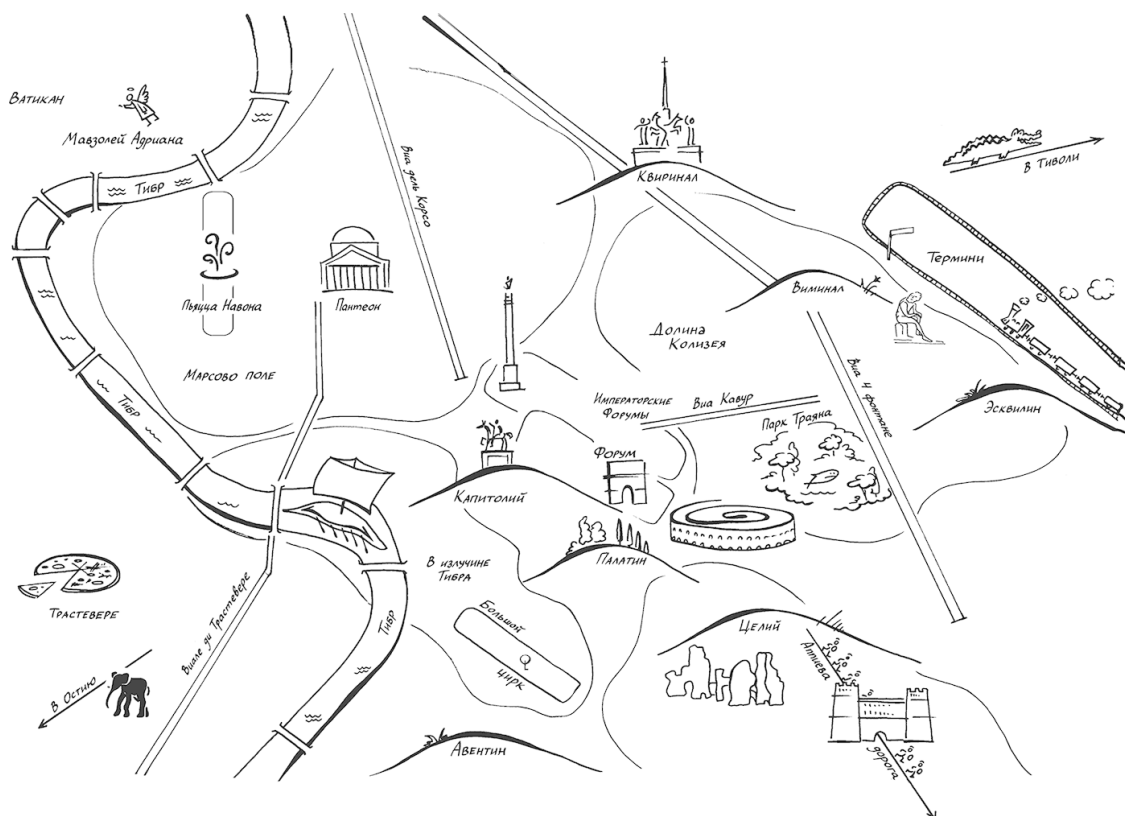 Ватикан
Мавзолей Адриана
Тибр
Виа дель Корсо
Квиринал
В Тиволи
Термини
Пьяцца Навона
Пантеон
Виминал
Долина
Колизея
Марсово поле
Тибр
Виа 4 фонтане
Императорские
Форумы
Виа Кавур
Парк Траяна
Эсквилин
Форум
Капитолий
Палатин
В излучине
Тибра
Трастевере
Виале ди Трастевере
Тибр
Большой
цирк
Целий
Аппиева
дорога
В Остию
Авентин